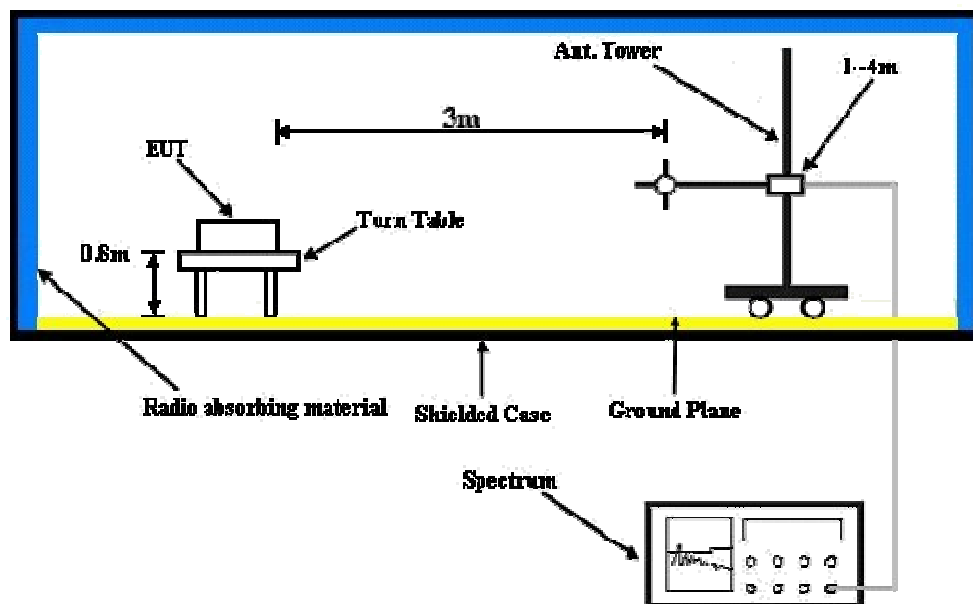 Ant. Tower
1--4m
3m
EUT
Turn Table
0.8m
Radio absorbing material
Shielded Case
Ground Plane
Spectrum